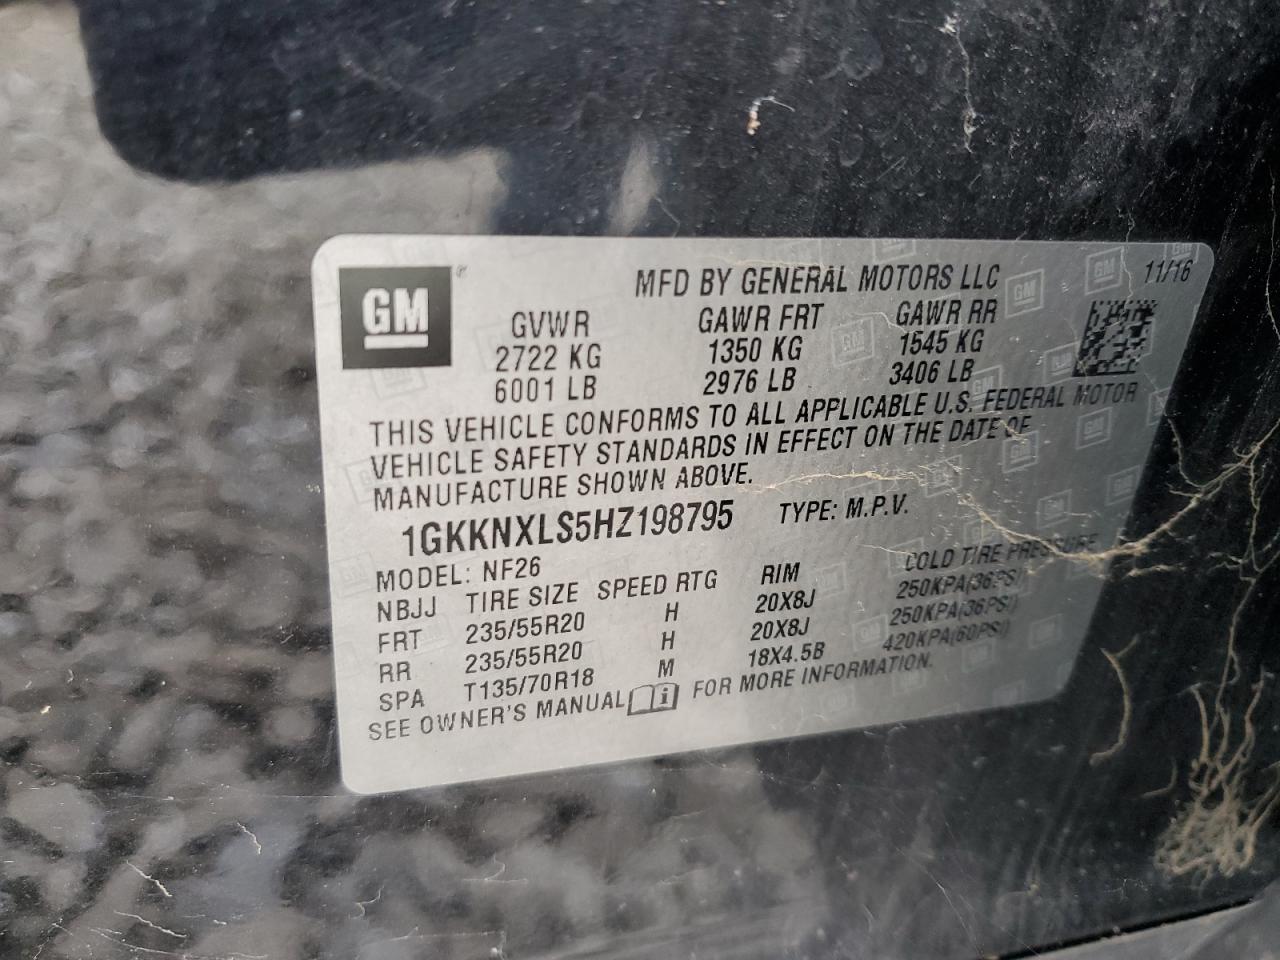 GM
MFD BY GENERAL MOTORS LLC 11/16
GVWR GAWR FRT GAWR RR
2722 KG 1350 KG 1545 KG
6001 LB 2976 LB 3406 LB
THIS VEHICLE CONFORMS TO ALL APPLICABLE U.S. FEDERAL MOTOR
VEHICLE SAFETY STANDARDS IN EFFECT ON THE DATE OF
MANUFACTURE SHOWN ABOVE.
1GKKNXLS5HZ198795 TYPE: M.P.V.
MODEL: NF26
NBJJ TIRE SIZE SPEED RTG RIM COLD TIRE PRESSURE
FRT 235/55R20 H 20X8J 250KPA(36PSI)
RR 235/55R20 H 20X8J 250KPA(36PSI)
SPA T135/70R18 M 18X4.5B 420KPA(60PSI)
SEE OWNER'S MANUAL i FOR MORE INFORMATION.